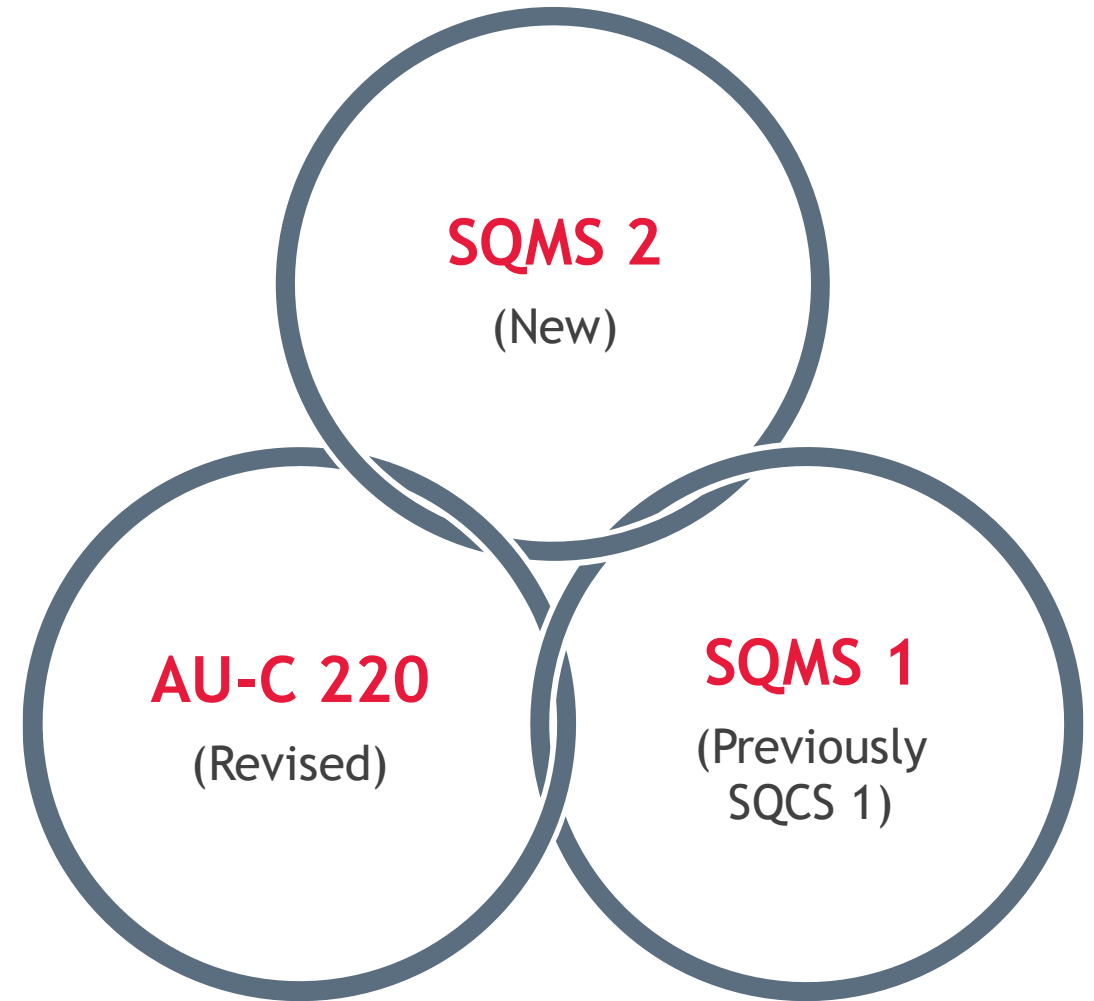 SQMS 2
(New)
AU-C 220
(Revised)
SQMS 1
(Previously
SQCS 1)